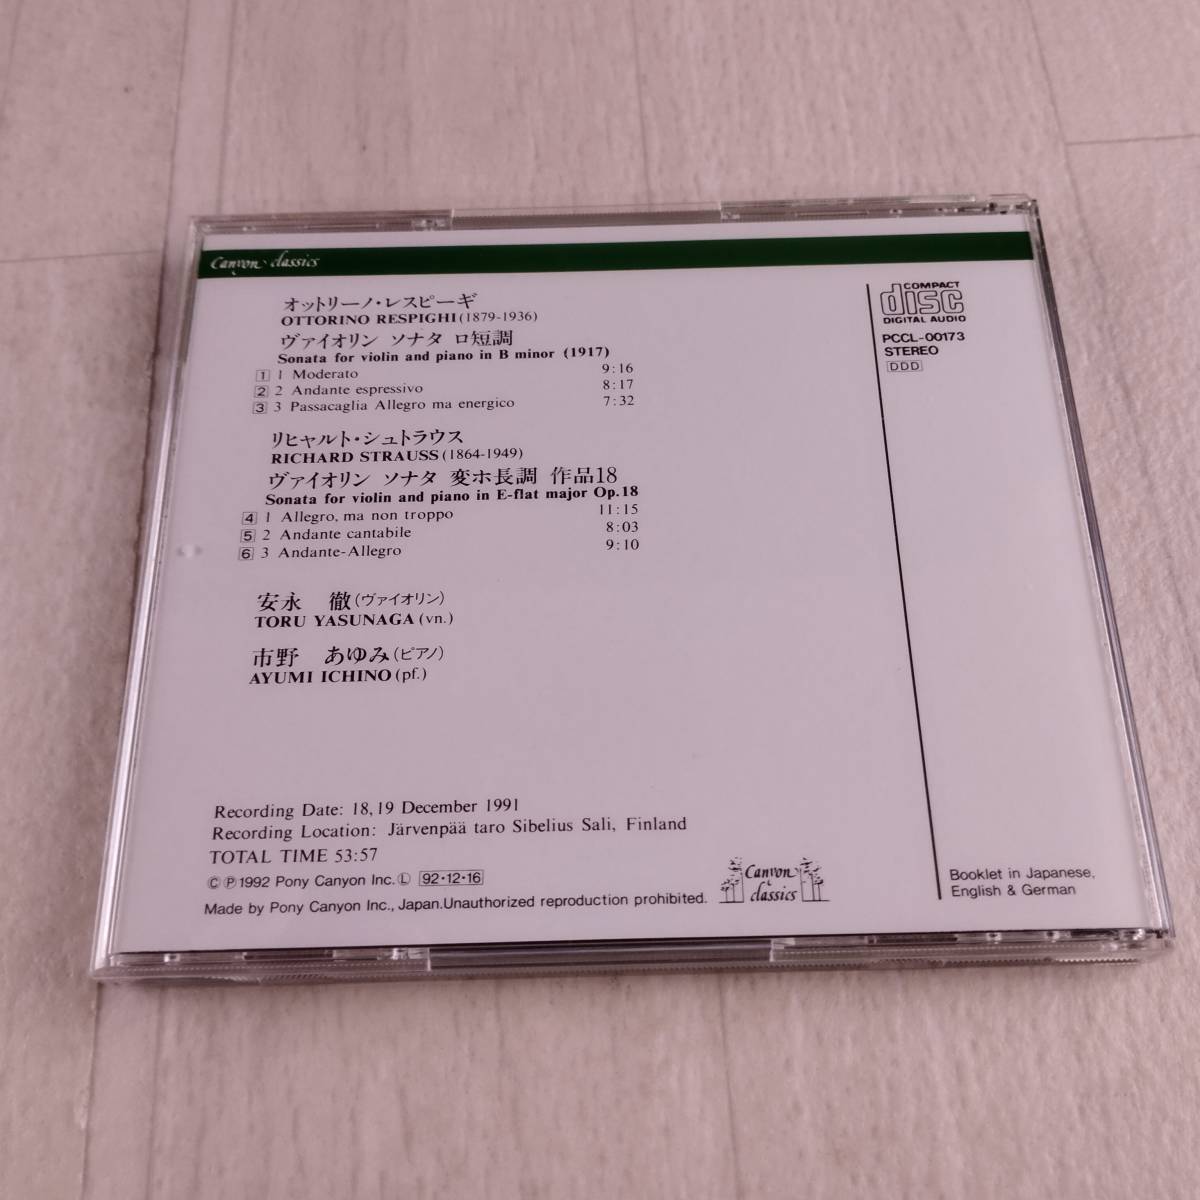 Canyon classics
オットリーノ・レスピーギ
OTTORINO RESPIGHI (1879-1936)
ヴァイオリン ソナタ ロ短調
Sonata for violin and piano in B minor (1917)
1 1 Moderato 9:16
2 2 Andante espressivo 8:17
3 3 Passacaglia Allegro ma energico 7:32
リヒャルト・シュトラウス
RICHARD STRAUSS (1864-1949)
ヴァイオリン ソナタ 変ホ長調 作品18
Sonata for violin and piano in E-flat major Op.18
4 1 Allegro, ma non troppo 11:15
5 2 Andante cantabile 8:03
6 3 Andante-Allegro 9:10
安永 徹(ヴァイオリン)
TORU YASUNAGA (vn.)
市野 あゆみ(ピアノ)
AYUMI ICHINO (pf.)
Recording Date: 18,19 December 1991
Recording Location: Järvenpää taro Sibelius Sali, Finland
TOTAL TIME 53:57
ⒸⓅ1992 Pony Canyon Inc. Ⓛ 92・12・16
Made by Pony Canyon Inc., Japan. Unauthorized reproduction prohibited.
Canyon
classics
COMPACT
disc
DIGITAL AUDIO
PCCL-00173
STEREO
DDD
Booklet in Japanese,
English & German